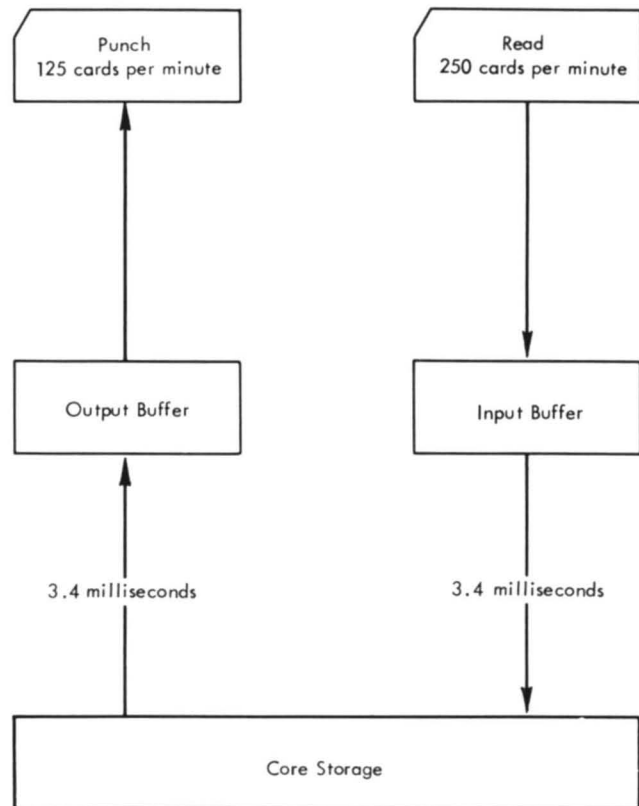 Punch
125 cards per minute
Read
250 cards per minute
Output Buffer
Input Buffer
3.4 milliseconds
3.4 milliseconds
Core Storage